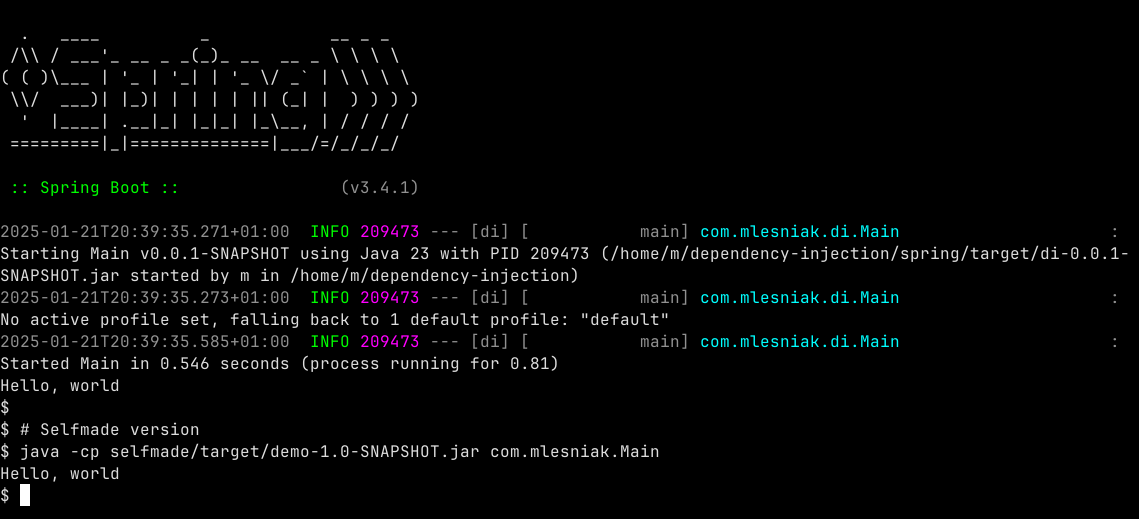 .   ____          _            __ _ _
 /\\ / ___'_ __ _ _(_)_ __  __ _ \ \ \ \
( ( )\___ | '_ | '_| | '_ \/ _` | \ \ \ \
 \\/  ___)| |_)| | | | | || (_| |  ) ) ) )
  '  |____| .__|_| |_|_| |_\__, | / / / /
 =========|_|==============|___/=/_/_/_/

 :: Spring Boot ::                (v3.4.1)

2025-01-21T20:39:35.271+01:00  INFO 209473 --- [di] [           main] com.mlesniak.di.Main                     :
Starting Main v0.0.1-SNAPSHOT using Java 23 with PID 209473 (/home/m/dependency-injection/spring/target/di-0.0.1-
SNAPSHOT.jar started by m in /home/m/dependency-injection)
2025-01-21T20:39:35.273+01:00  INFO 209473 --- [di] [           main] com.mlesniak.di.Main                     :
No active profile set, falling back to 1 default profile: "default"
2025-01-21T20:39:35.585+01:00  INFO 209473 --- [di] [           main] com.mlesniak.di.Main                     :
Started Main in 0.546 seconds (process running for 0.81)
Hello, world
$
$ # Selfmade version
$ java -cp selfmade/target/demo-1.0-SNAPSHOT.jar com.mlesniak.Main
Hello, world
$